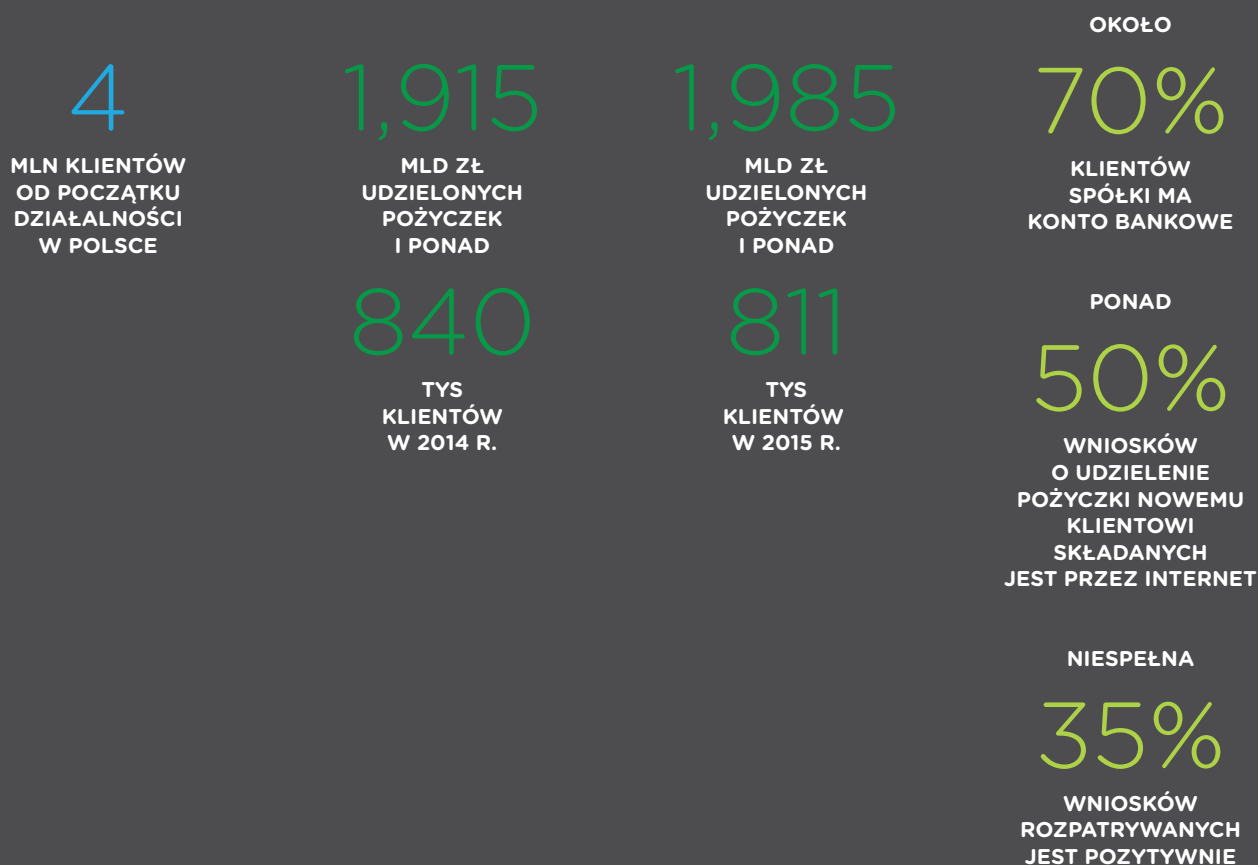 4
MLN KLIENTÓW
OD POCZĄTKU
DZIAŁALNOŚCI
W POLSCE
1,915
MLD ZŁ
UDZIELONYCH
POŻYCZEK
I PONAD
840
TYS
KLIENTÓW
W 2014 R.
1,985
MLD ZŁ
UDZIELONYCH
POŻYCZEK
I PONAD
811
TYS
KLIENTÓW
W 2015 R.
OKOŁO
70%
KLIENTÓW
SPÓŁKI MA
KONTO BANKOWE
PONAD
50%
WNIOSKÓW
O UDZIELENIE
POŻYCZKI NOWEMU
KLIENTOWI
SKŁADANYCH
JEST PRZEZ INTERNET
NIESPEŁNA
35%
WNIOSKÓW
ROZPATRYWANYCH
JEST POZYTYWNIE